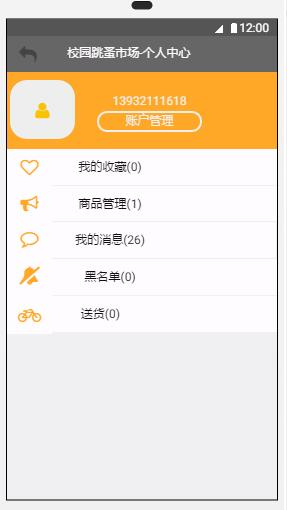 12:00
校园跳蚤市场-个人中心
13932111618
账户管理
我的收藏(0)
商品管理(1)
我的消息(26)
黑名单(0)
送货(0)